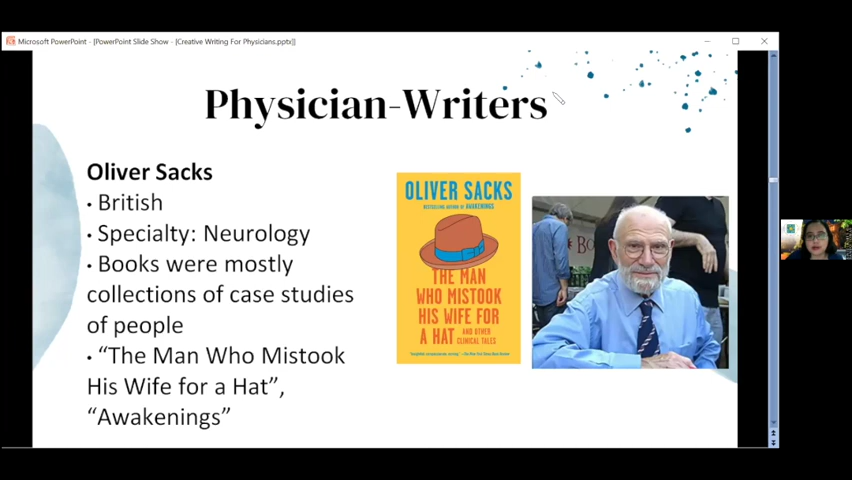 Microsoft PowerPoint - [PowerPoint Slide Show - [Creative Writing For Physicians.pptx]]
Physician-Writers
Oliver Sacks
• British
• Specialty: Neurology
• Books were mostly
collections of case studies
of people
• “The Man Who Mistook
His Wife for a Hat”,
“Awakenings”
OLIVER SACKS
BESTSELLING AUTHOR OF AWAKENINGS
THE MAN
WHO MISTOOK
HIS WIFE FOR
A HAT
AND OTHER
CLINICAL TALES